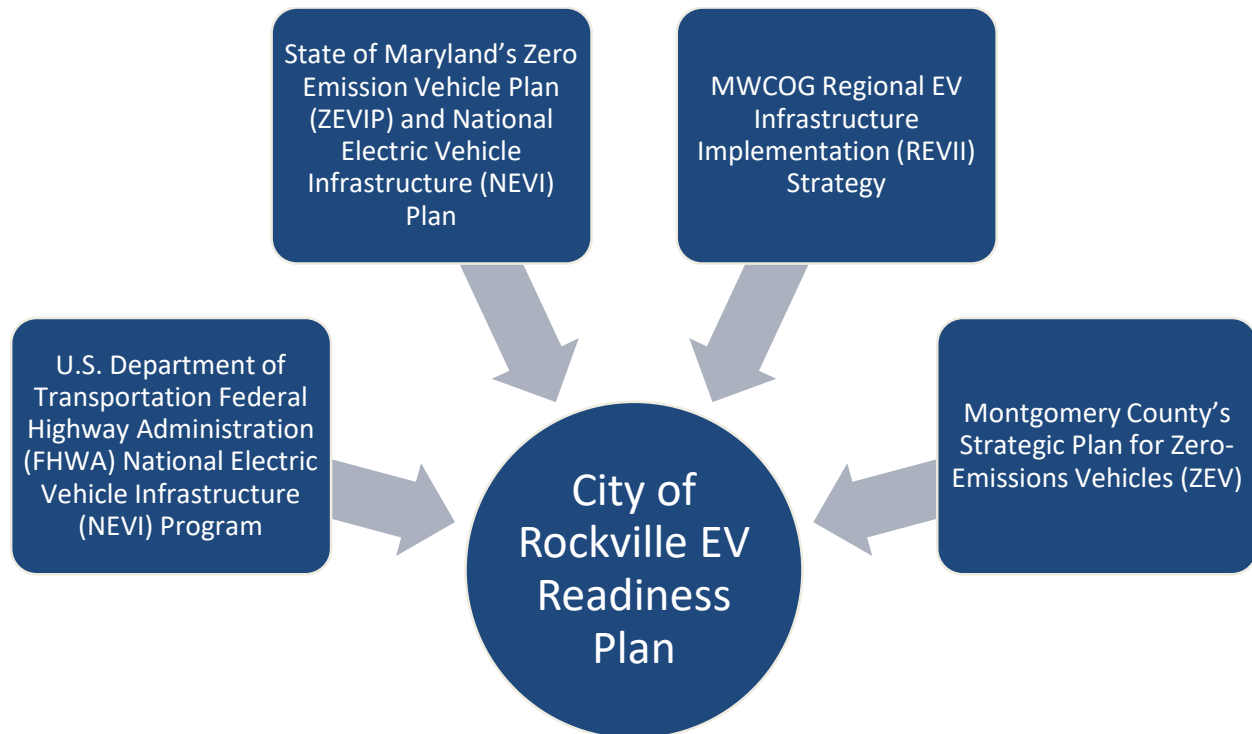 State of Maryland’s Zero
Emission Vehicle Plan
(ZEVIP) and National
Electric Vehicle
Infrastructure (NEVI)
Plan
MWCOG Regional EV
Infrastructure
Implementation (REVII)
Strategy
U.S. Department of
Transportation Federal
Highway Administration
(FHWA) National Electric
Vehicle Infrastructure
(NEVI) Program
Montgomery County’s
Strategic Plan for Zero-
Emissions Vehicles (ZEV)
City of
Rockville EV
Readiness
Plan